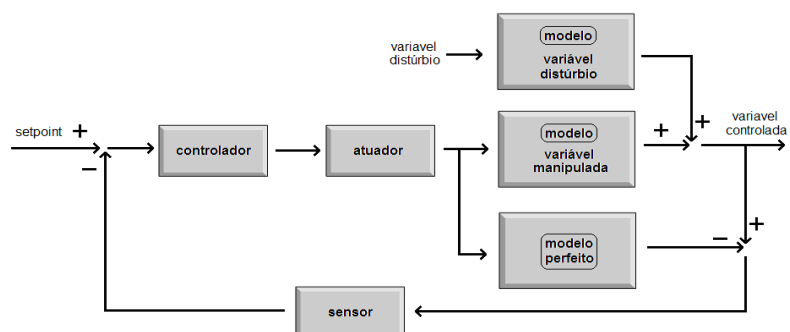 variavel
distúrbio
modelo
variável
distúrbio
setpoint +
−
controlador
atuador
modelo
variável
manipulada
+
+
variavel
controlada
modelo
perfeito
−
+
sensor